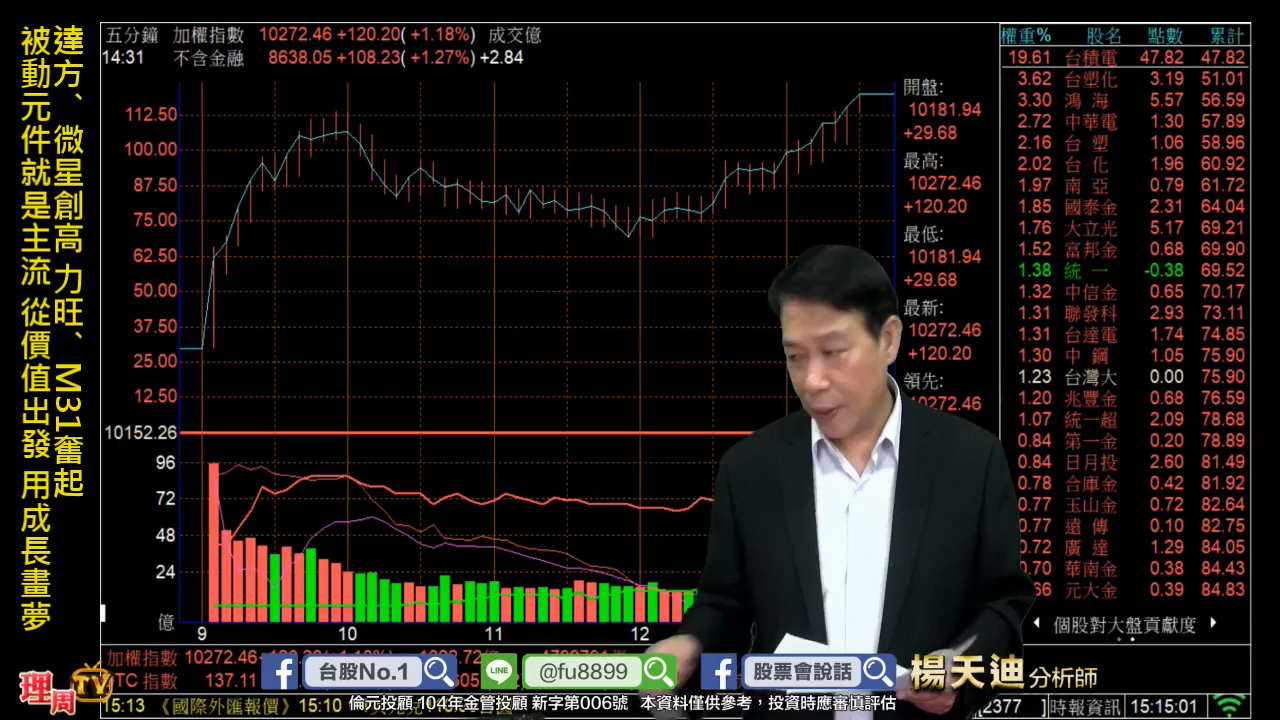 達方、微星創高 力旺、M31奮起
被動元件就是主流 從價值出發 用成長畫夢
五分鐘 加權指數 10272.46 +120.20( +1.18%) 成交億
14:31 不含金融 8638.05 +108.23( +1.27%) +2.84
112.50
100.00
87.50
75.00
62.50
50.00
37.50
25.00
12.50
10152.26
96
72
48
24
億
9 10 11 12
開盤:
10181.94
+29.68
最高:
10272.46
+120.20
最低:
10181.94
+29.68
最新:
10272.46
+120.20
領先:
10272.46
權重% 股名 點數 累計
19.61 台積電 47.82 47.82
3.62 台塑化 3.19 51.01
3.30 鴻 海 5.57 56.59
2.72 中華電 1.30 57.89
2.16 台 塑 1.06 58.96
2.02 台 化 1.96 60.92
1.97 南 亞 0.79 61.72
1.85 國泰金 2.31 64.04
1.76 大立光 5.17 69.21
1.52 富邦金 0.68 69.90
1.38 統 一 -0.38 69.52
1.32 中信金 0.65 70.17
1.31 聯發科 2.93 73.11
1.31 台達電 1.74 74.85
1.30 中 鋼 1.05 75.90
1.23 台灣大 0.00 75.90
1.20 兆豐金 0.68 76.59
1.07 統一超 2.09 78.68
0.84 第一金 0.20 78.89
0.84 日月投 2.60 81.49
0.78 合庫金 0.42 81.92
0.77 玉山金 0.72 82.64
0.77 遠 傳 0.10 82.75
0.72 廣 達 1.29 84.05
0.70 華南金 0.38 84.43
66 元大金 0.39 84.83
個股對大盤貢獻度
加權指數 10272.46
TC 指數 137.11
台股No.1
LINE @fu8899
股票會說話
楊天迪 分析師
理周TV
倫元投顧 104年金管投顧 新字第006號 本資料僅供參考，投資時應審慎評估
15:13 《國際外匯報價》 15:10
[2377 ] 時報資訊 15:15:01